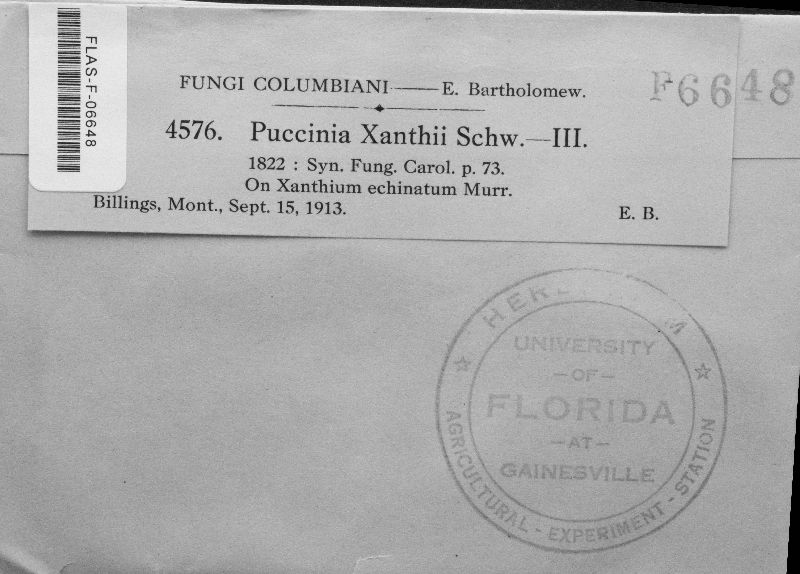 FLAS-F-06648
F6648
FUNGI COLUMBIANI —— E. Bartholomew.
4576. Puccinia Xanthii Schw.—III.
1822 : Syn. Fung. Carol. p. 73.
On Xanthium echinatum Murr.
Billings, Mont., Sept. 15, 1913. E. B.
UNIVERSITY
—OF—
FLORIDA
—AT—
GAINESVILLE
AGRICULTURAL - EXPERIMENT - STATION